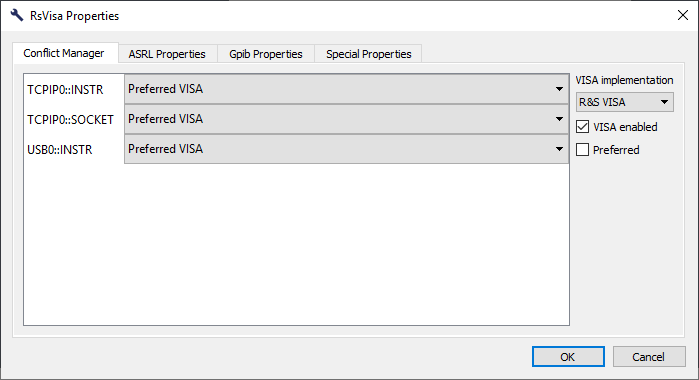 RsVisa Properties
Conflict Manager
ASRL Properties
Gpib Properties
Special Properties
TCPIP0::INSTR
Preferred VISA
TCPIP0::SOCKET
Preferred VISA
USB0::INSTR
Preferred VISA
VISA implementation
R&S VISA
VISA enabled
Preferred
OK
Cancel